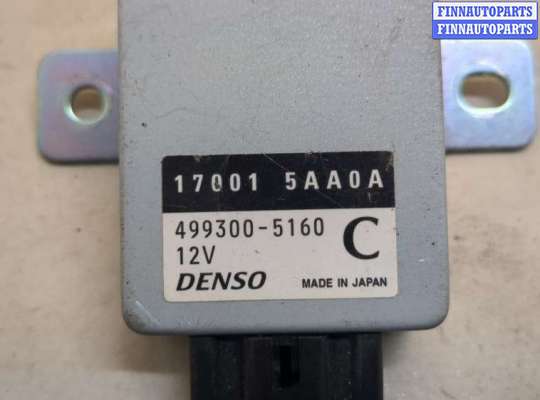 FINNAUTOPARTS
FINNAUTOPARTS
17001 5AA0A
499300-5160
12V
C
DENSO
MADE IN JAPAN